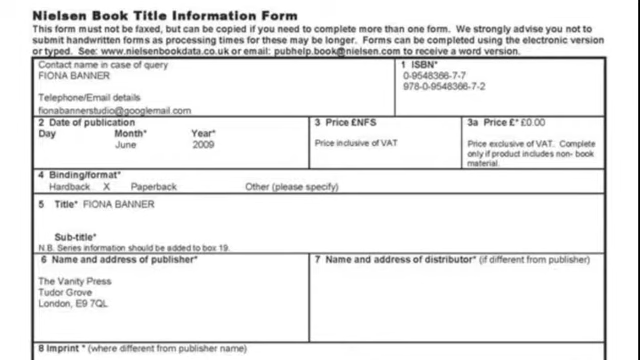 Nielsen Book Title Information Form
This form must not be faxed, but can be copied if you need to complete more than one form. We strongly advise you not to
submit handwritten forms as processing times for these may be longer. Forms can be completed using the electronic version
or typed. See: www.nielsenbookdata.co.uk or email: pubhelp.book@nielsen.com to receive a word version.
Contact name in case of query
FIONA BANNER
Telephone/Email details
fionabannerstudio@googlemail.com
1 ISBN*
0-9548366-7-7
978-0-9548366-7-2
2 Date of publication
Day Month* Year*
June 2009
3 Price £NFS
Price inclusive of VAT
3a Price £* £0.00
Price exclusive of VAT. Complete
only if product includes non- book
material.
4 Binding/format*
Hardback X Paperback Other (please specify)
5 Title* FIONA BANNER
Sub-title*
N.B. Series information should be added to box 19.
6 Name and address of publisher*
The Vanity Press
Tudor Grove
London, E9 7QL
7 Name and address of distributor* (if different from publisher)
8 Imprint * (where different from publisher name)